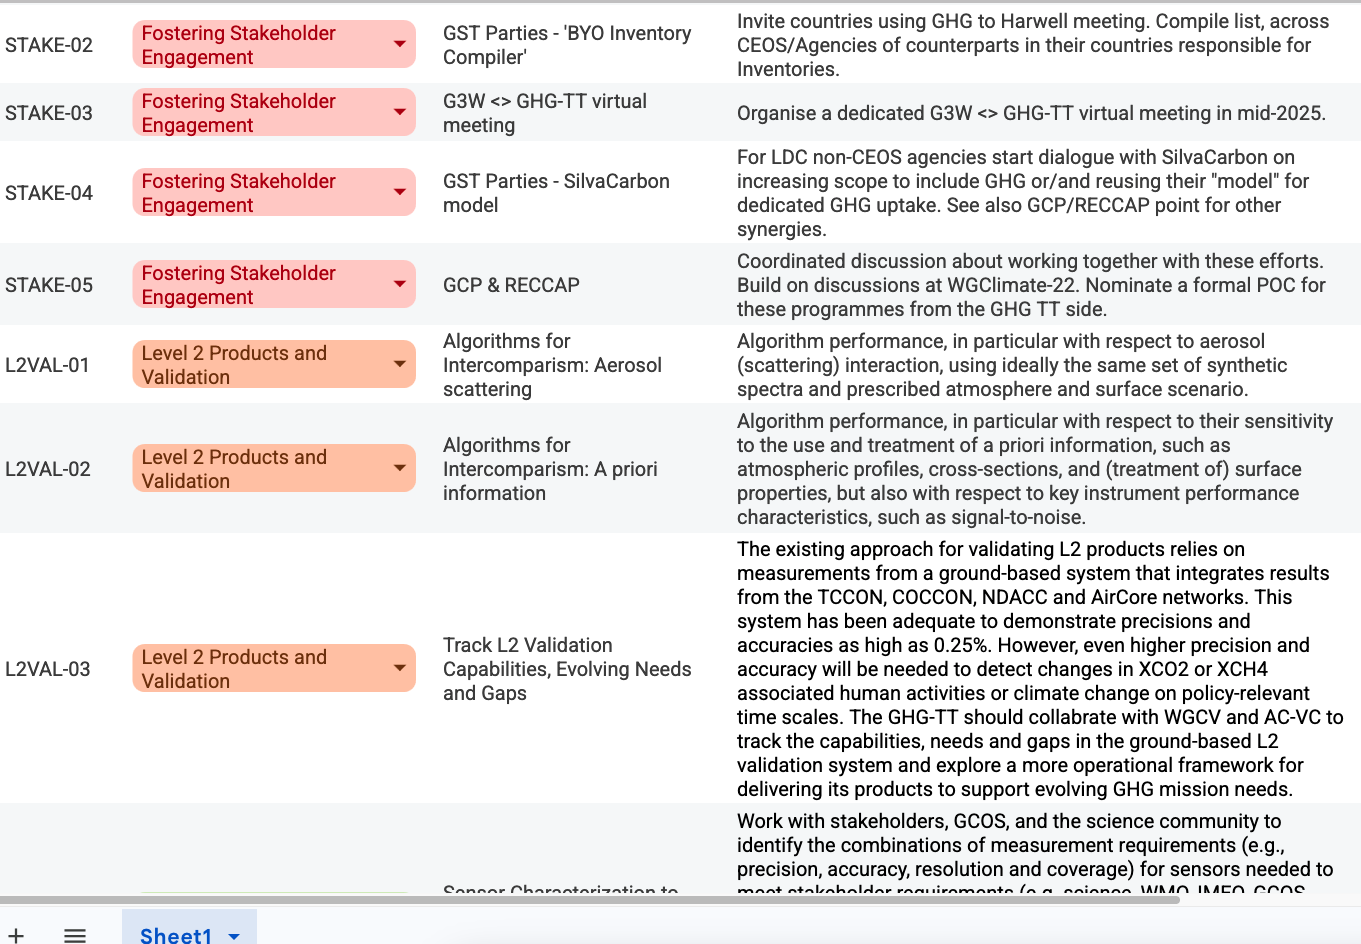 STAKE-02
Fostering Stakeholder
Engagement
GST Parties - 'BYO Inventory
Compiler'
Invite countries using GHG to Harwell meeting. Compile list, across
CEOS/Agencies of counterparts in their countries responsible for
Inventories.
STAKE-03
Fostering Stakeholder
Engagement
G3W <> GHG-TT virtual
meeting
Organise a dedicated G3W <> GHG-TT virtual meeting in mid-2025.
STAKE-04
Fostering Stakeholder
Engagement
GST Parties - SilvaCarbon
model
For LDC non-CEOS agencies start dialogue with SilvaCarbon on
increasing scope to include GHG or/and reusing their "model" for
dedicated GHG uptake. See also GCP/RECCAP point for other
synergies.
STAKE-05
Fostering Stakeholder
Engagement
GCP & RECCAP
Coordinated discussion about working together with these efforts.
Build on discussions at WGClimate-22. Nominate a formal POC for
these programmes from the GHG TT side.
L2VAL-01
Level 2 Products and
Validation
Algorithms for
Intercomparism: Aerosol
scattering
Algorithm performance, in particular with respect to aerosol
(scattering) interaction, using ideally the same set of synthetic
spectra and prescribed atmosphere and surface scenario.
L2VAL-02
Level 2 Products and
Validation
Algorithms for
Intercomparism: A priori
information
Algorithm performance, in particular with respect to their sensitivity
to the use and treatment of a priori information, such as
atmospheric profiles, cross-sections, and (treatment of) surface
properties, but also with respect to key instrument performance
characteristics, such as signal-to-noise.
L2VAL-03
Level 2 Products and
Validation
Track L2 Validation
Capabilities, Evolving Needs
and Gaps
The existing approach for validating L2 products relies on
measurements from a ground-based system that integrates results
from the TCCON, COCCON, NDACC and AirCore networks. This
system has been adequate to demonstrate precisions and
accuracies as high as 0.25%. However, even higher precision and
accuracy will be needed to detect changes in XCO2 or XCH4
associated human activities or climate change on policy-relevant
time scales. The GHG-TT should collabrate with WGCV and AC-VC to
track the capabilities, needs and gaps in the ground-based L2
validation system and explore a more operational framework for
delivering its products to support evolving GHG mission needs.
Sensor Characterization to
Work with stakeholders, GCOS, and the science community to
identify the combinations of measurement requirements (e.g.,
precision, accuracy, resolution and coverage) for sensors needed to
meet stakeholder requirements (e.g. science, WMO, IMEO, GCOS
Sheet1